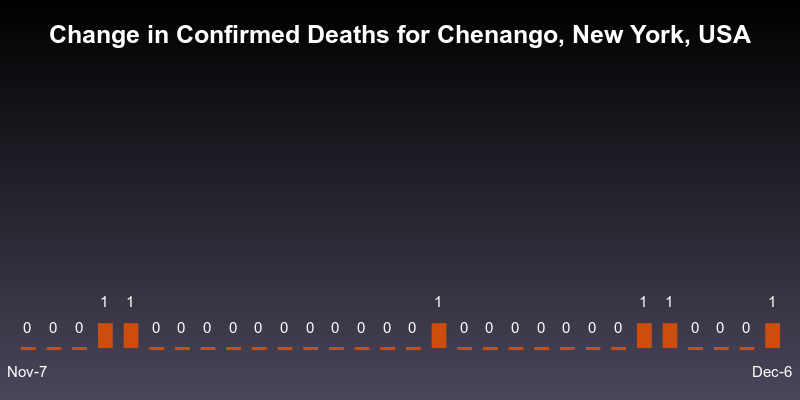 Change in Confirmed Deaths for Chenango, New York, USA
1 1 1 1 1 1
0 0 0 0 0 0 0 0 0 0 0 0 0 0 0 0 0 0 0 0 0 0 0 0
Nov-7 Dec-6